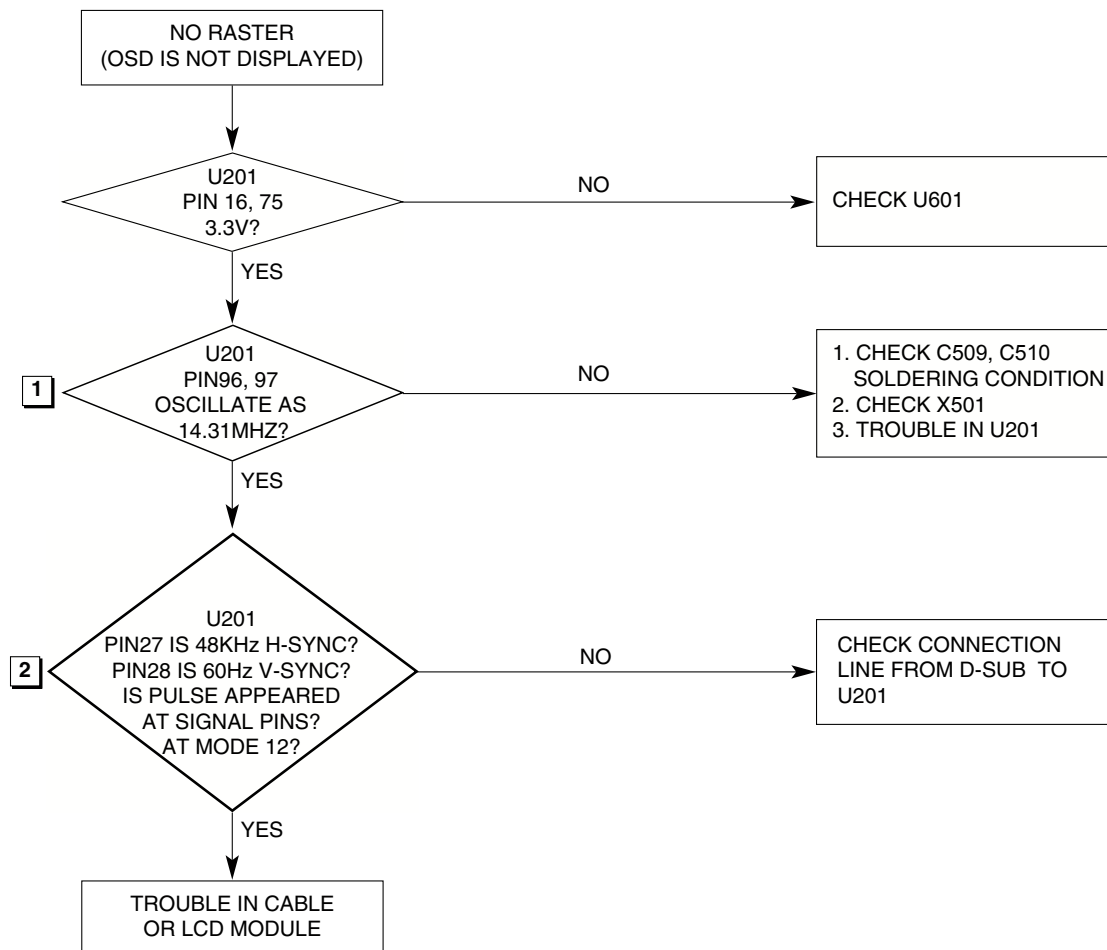 NO RASTER
(OSD IS NOT DISPLAYED)
U201
PIN 16, 75
3.3V?
NO
CHECK U601
YES
1
U201
PIN96, 97
OSCILLATE AS
14.31MHZ?
NO
1. CHECK C509, C510
SOLDERING CONDITION
2. CHECK X501
3. TROUBLE IN U201
YES
2
U201
PIN27 IS 48KHz H-SYNC?
PIN28 IS 60Hz V-SYNC?
IS PULSE APPEARED
AT SIGNAL PINS?
AT MODE 12?
NO
CHECK CONNECTION
LINE FROM D-SUB TO
U201
YES
TROUBLE IN CABLE
OR LCD MODULE